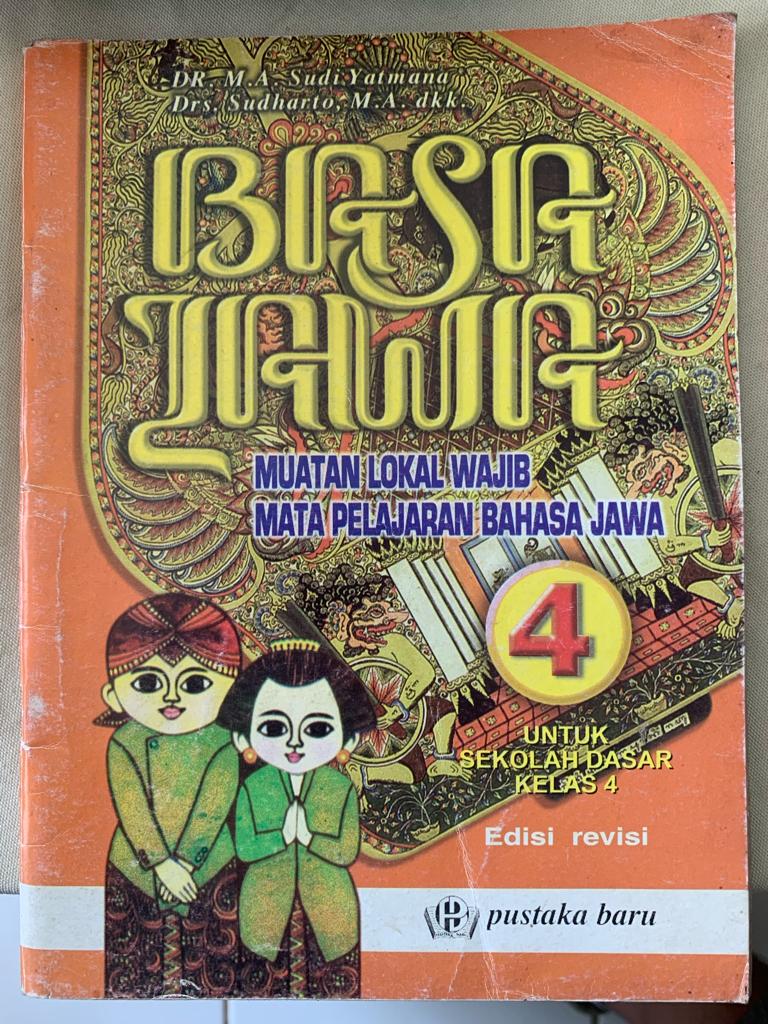 DR. M.A. Sudi Yatmana
Drs. Sudharto, M.A. dkk.
BASA
JAWA
MUATAN LOKAL WAJIB
MATA PELAJARAN BAHASA JAWA
4
UNTUK
SEKOLAH DASAR
KELAS 4
Edisi revisi
pustaka baru